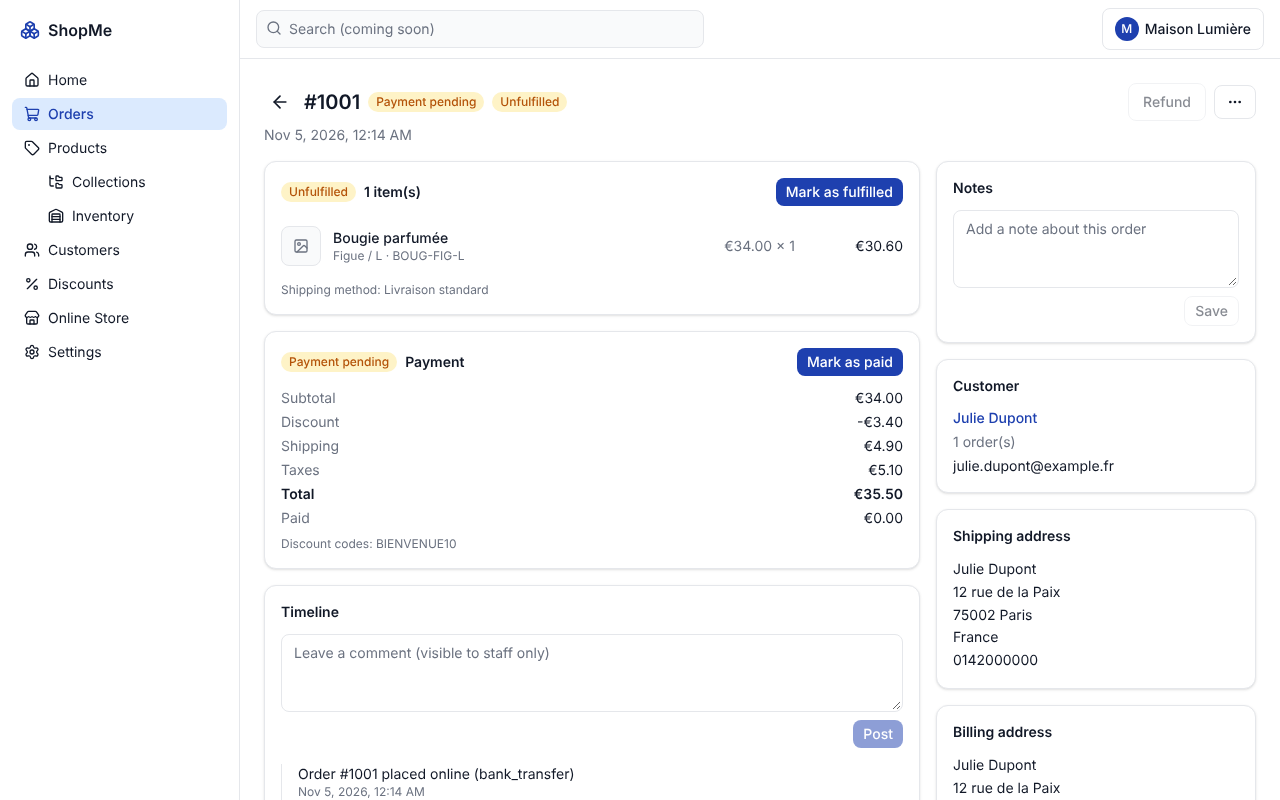 ShopMe
Search (coming soon)
M
Maison Lumière
Home
Orders
Products
Collections
Inventory
Customers
Discounts
Online Store
Settings
#1001 Payment pending Unfulfilled
Refund
Nov 5, 2026, 12:14 AM
Unfulfilled 1 item(s)
Mark as fulfilled
Bougie parfumée
Figue / L · BOUG-FIG-L
€34.00 × 1
€30.60
Shipping method: Livraison standard
Payment pending Payment
Mark as paid
Subtotal €34.00
Discount -€3.40
Shipping €4.90
Taxes €5.10
Total €35.50
Paid €0.00
Discount codes: BIENVENUE10
Timeline
Leave a comment (visible to staff only)
Post
Order #1001 placed online (bank_transfer)
Nov 5, 2026, 12:14 AM
Notes
Add a note about this order
Save
Customer
Julie Dupont
1 order(s)
julie.dupont@example.fr
Shipping address
Julie Dupont
12 rue de la Paix
75002 Paris
France
0142000000
Billing address
Julie Dupont
12 rue de la Paix